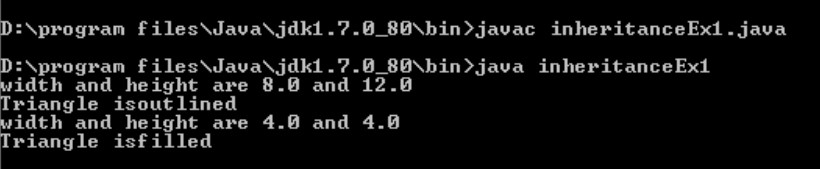 D:\program files\Java\jdk1.7.0_80\bin>javac inheritanceEx1.java
D:\program files\Java\jdk1.7.0_80\bin>java inheritanceEx1
width and height are 8.0 and 12.0
Triangle isoutlined
width and height are 4.0 and 4.0
Triangle isfilled